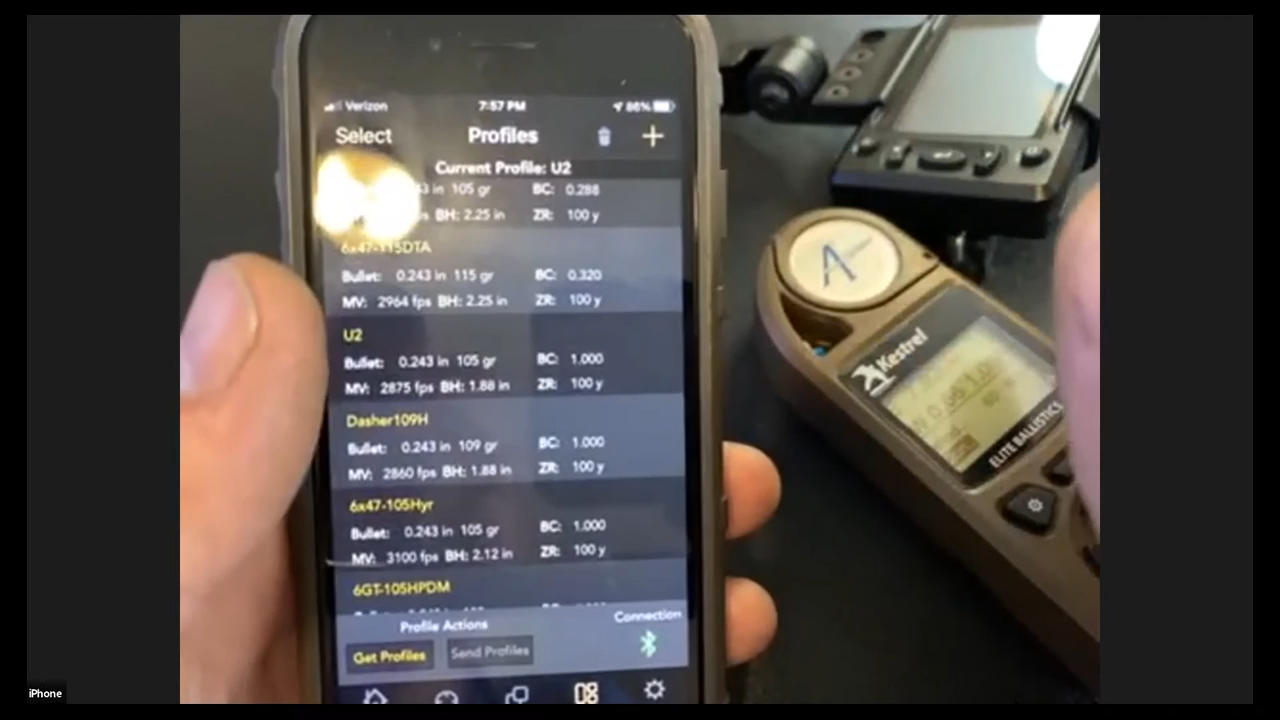 Verizon 7:57 PM 86%
Select Profiles +
Current Profile: U2
in 105 gr BC: 0.288
BH: 2.25 in ZR: 100 y
6x47-115DTA
Bullet: 0.243 in 115 gr BC: 0.320
MV: 2964 fps BH: 2.25 in ZR: 100 y
U2
Bullet: 0.243 in 105 gr BC: 1.000
MV: 2875 fps BH: 1.88 in ZR: 100 y
Dasher109H
Bullet: 0.243 in 109 gr BC: 1.000
MV: 2860 fps BH: 1.88 in ZR: 100 y
6x47-105Hyr
Bullet: 0.243 in 105 gr BC: 1.000
MV: 3100 fps BH: 2.12 in ZR: 100 y
6GT-105HPDM
Profile Actions Connection
Get Profiles Send Profiles
A
Kestrel
ELITE BALLISTICS
iPhone